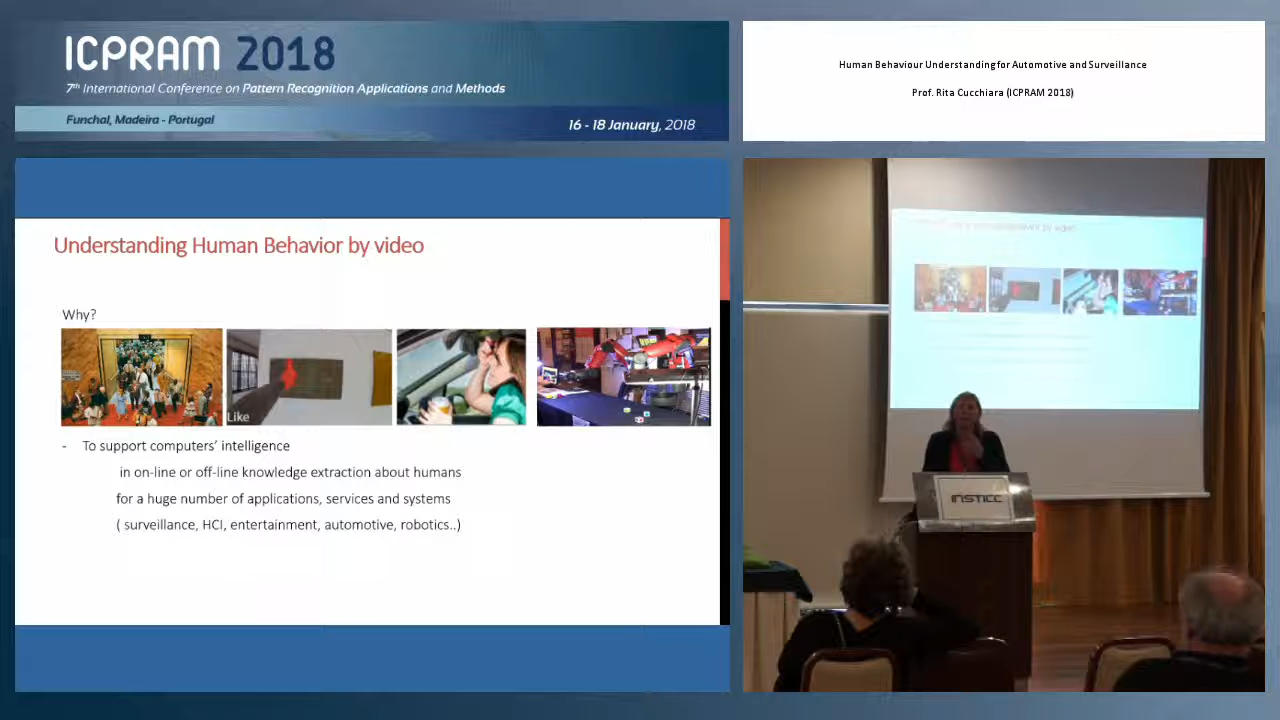 ICPRAM 2018
7th International Conference on Pattern Recognition Applications and Methods
Funchal, Madeira - Portugal
16 - 18 January, 2018
Human Behaviour Understanding for Automotive and Surveillance
Prof. Rita Cucchiara (ICPRAM 2018)
Understanding Human Behavior by video
Why?
Like
- To support computers' intelligence
in on-line or off-line knowledge extraction about humans
for a huge number of applications, services and systems
( surveillance, HCI, entertainment, automotive, robotics..)
INSTICC